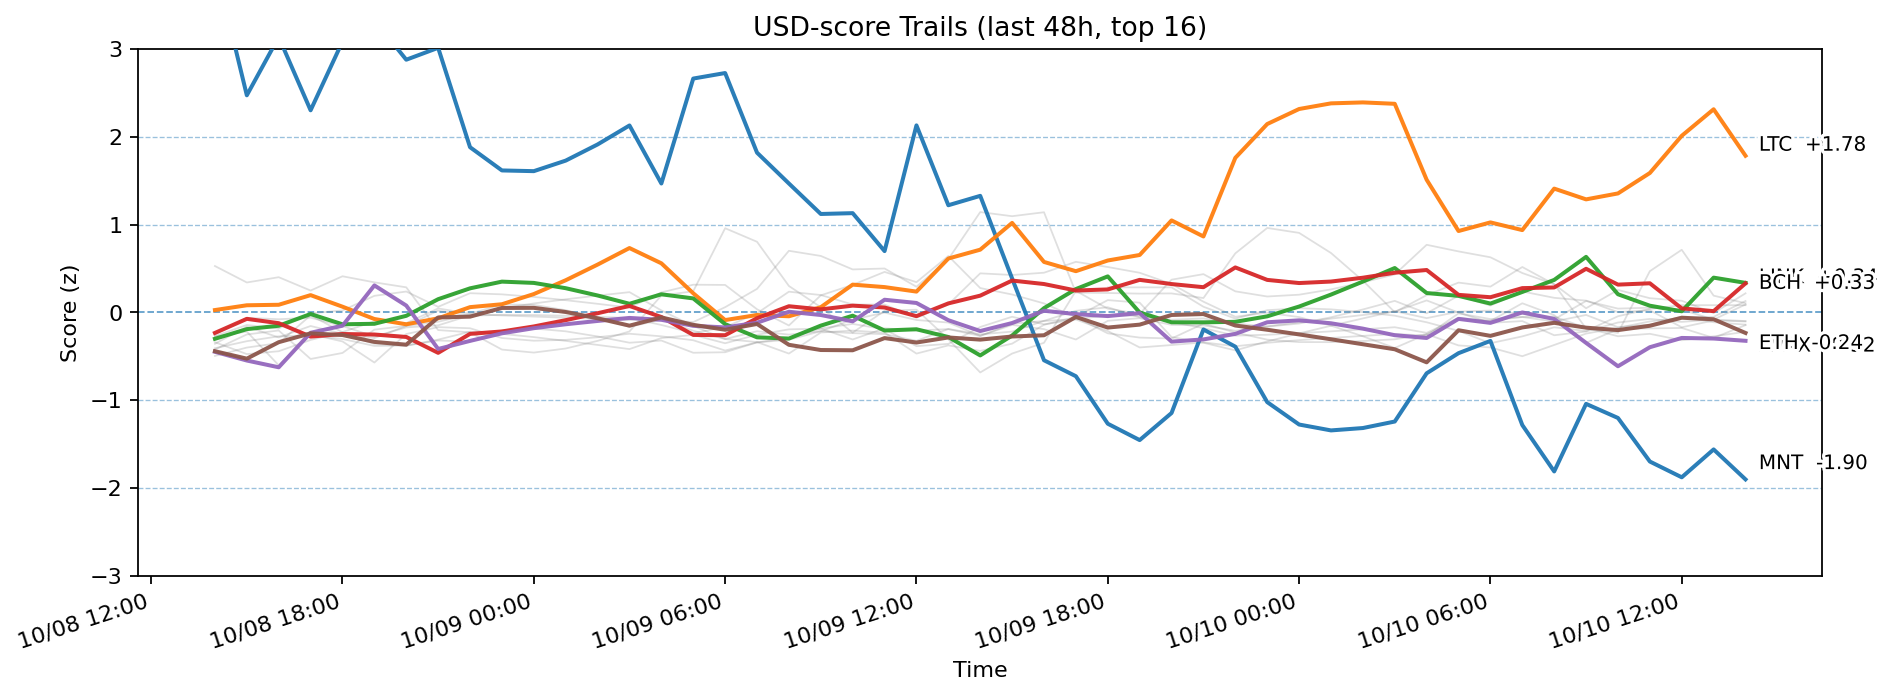 USD-score Trails (last 48h, top 16)
Score (z)
3
2
1
0
−1
−2
−3
LTC +1.78
BCH +0.33
ETH
MNT -1.90
10/08 12:00
10/08 18:00
10/09 00:00
10/09 06:00
10/09 12:00
10/09 18:00
10/10 00:00
10/10 06:00
10/10 12:00
Time